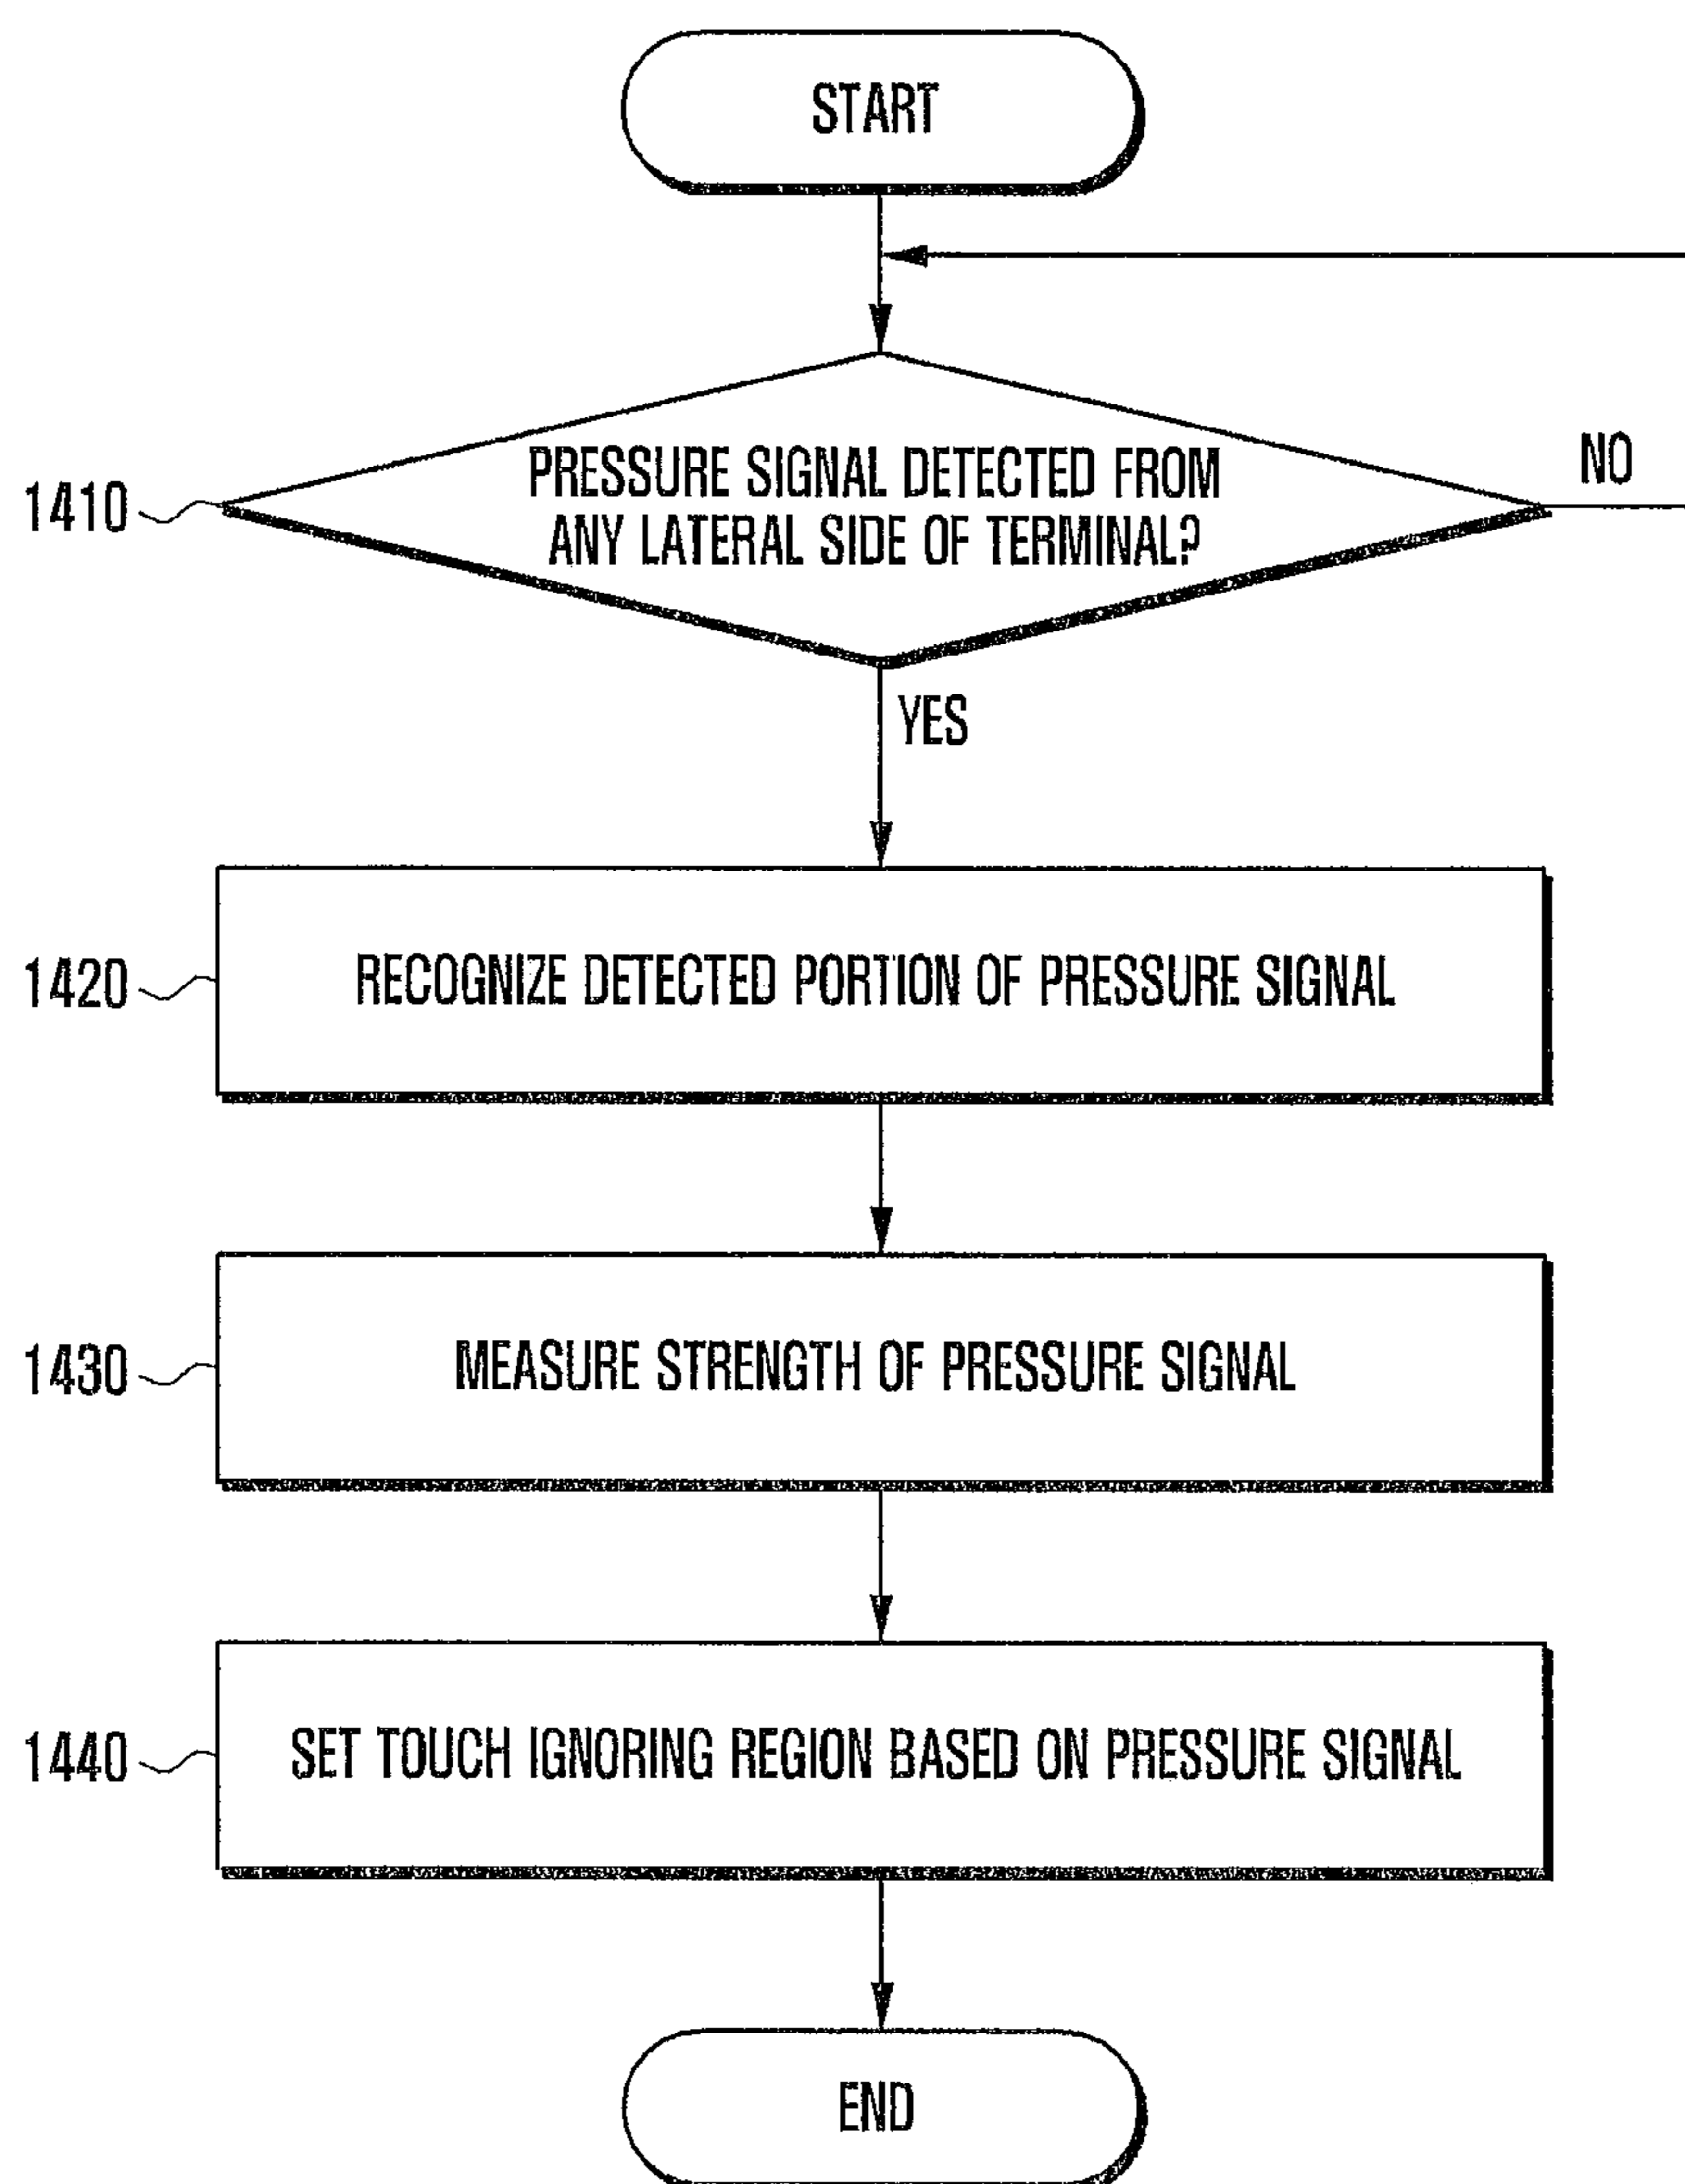 START
PRESSURE SIGNAL DETECTED FROM
ANY LATERAL SIDE OF TERMINAL?
NO
1410
YES
1420
RECOGNIZE DETECTED PORTION OF PRESSURE SIGNAL
1430
MEASURE STRENGTH OF PRESSURE SIGNAL
1440
SET TOUCH IGNORING REGION BASED ON PRESSURE SIGNAL
END